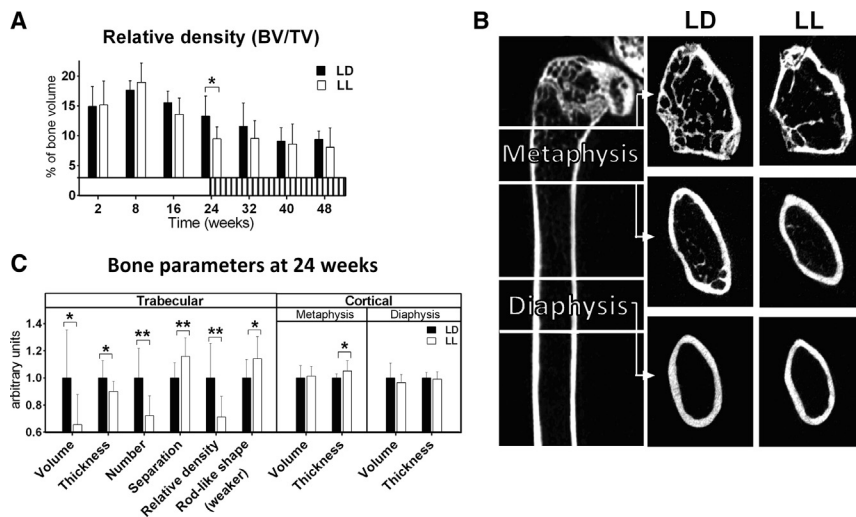 A
Relative density (BV/TV)
LD
LL
*
% of bone volume
20
15
10
5
0
2 8 16 24 32 40 48
Time (weeks)
B
LD LL
Metaphysis
Diaphysis
C
Bone parameters at 24 weeks
Trabecular Cortical
Metaphysis Diaphysis
LD
LL
* * ** ** ** * *
arbitrary units
1.4
1.2
1.0
0.8
0.6
Volume
Thickness
Number
Separation
Relative density
Rod-like shape
(weaker)
Volume
Thickness
Volume
Thickness